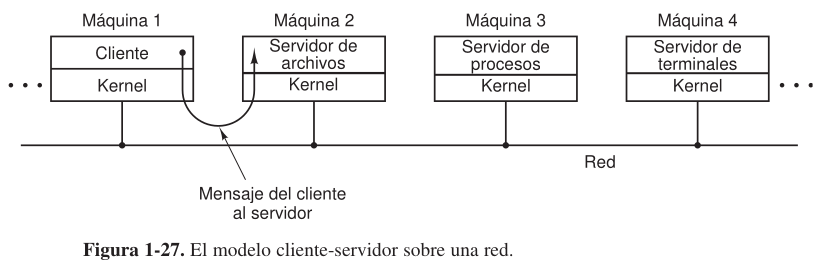 Máquina 1
Máquina 2
Máquina 3
Máquina 4
Cliente
Servidor de
archivos
Servidor de
procesos
Servidor de
terminales
Kernel
Kernel
Kernel
Kernel
Red
Mensaje del cliente
al servidor
Figura 1-27. El modelo cliente-servidor sobre una red.